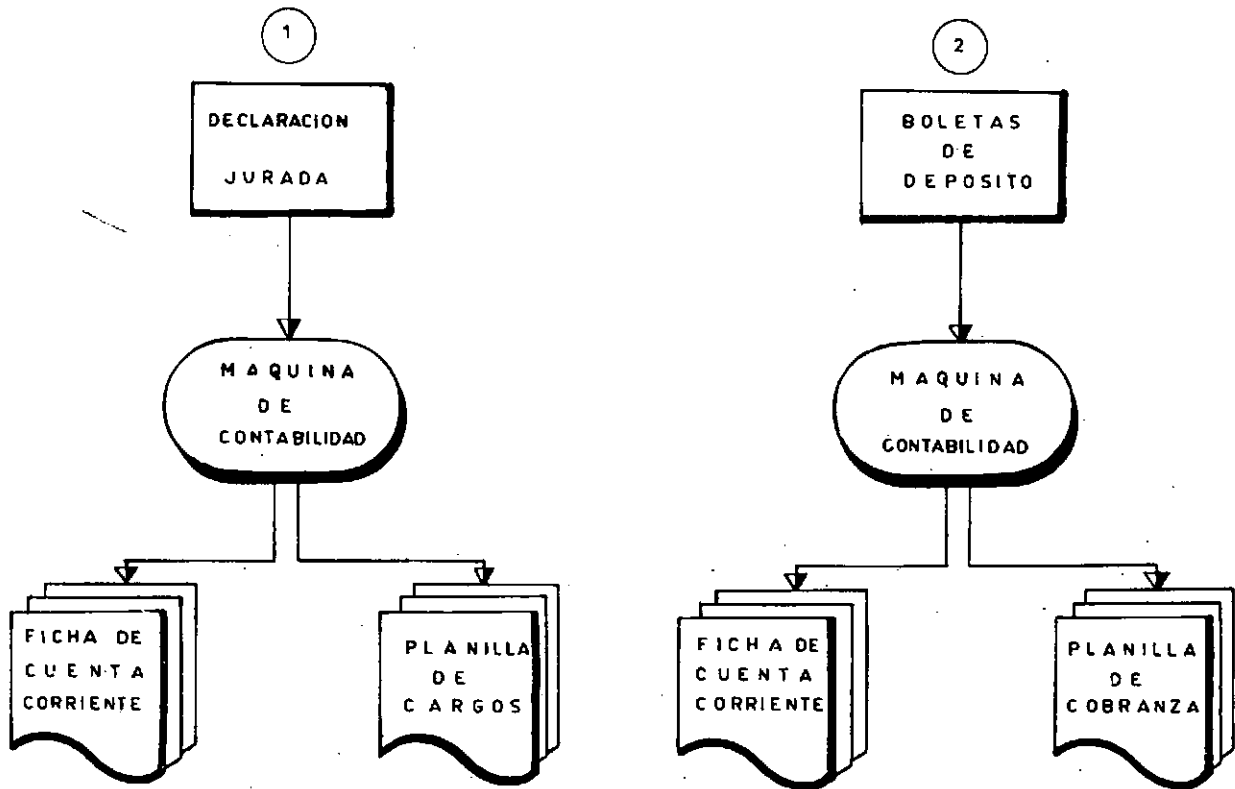 1
DECLARACION
JURADA
MAQUINA
DE
CONTABILIDAD
FICHA DE
CUENTA
CORRIENTE
PLANILLA
DE
CARGOS
2
BOLETAS
DE
DEPOSITO
MAQUINA
DE
CONTABILIDAD
FICHA DE
CUENTA
CORRIENTE
PLANILLA
DE
COBRANZA